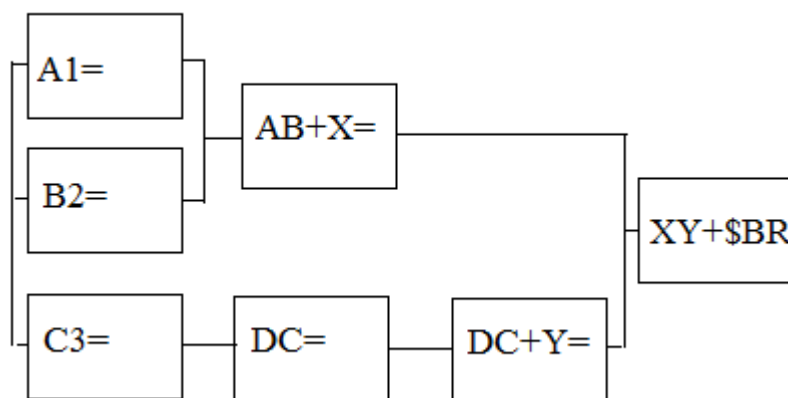 A1=
B2=
AB+X=
C3=
DC=
DC+Y=
XY+$BR